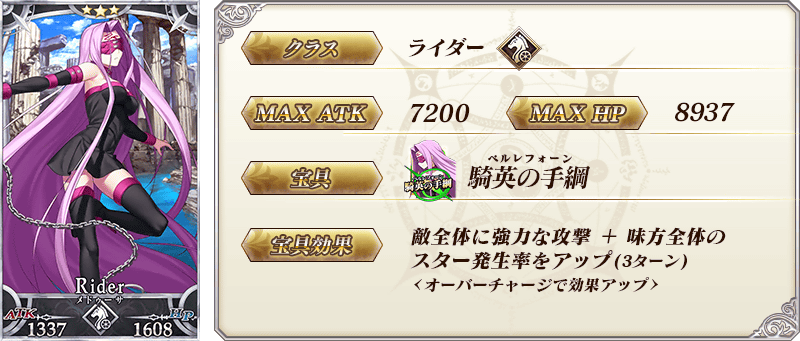 Rider
メドゥーサ
ATK
1337
HP
1608
クラス
ライダー
MAX ATK
7200
MAX HP
8937
宝具
騎英の手綱
ベルレフォーン
騎英の手綱
宝具効果
敵全体に強力な攻撃 ＋ 味方全体の
スター発生率をアップ(3ターン)
<オーバーチャージで効果アップ>